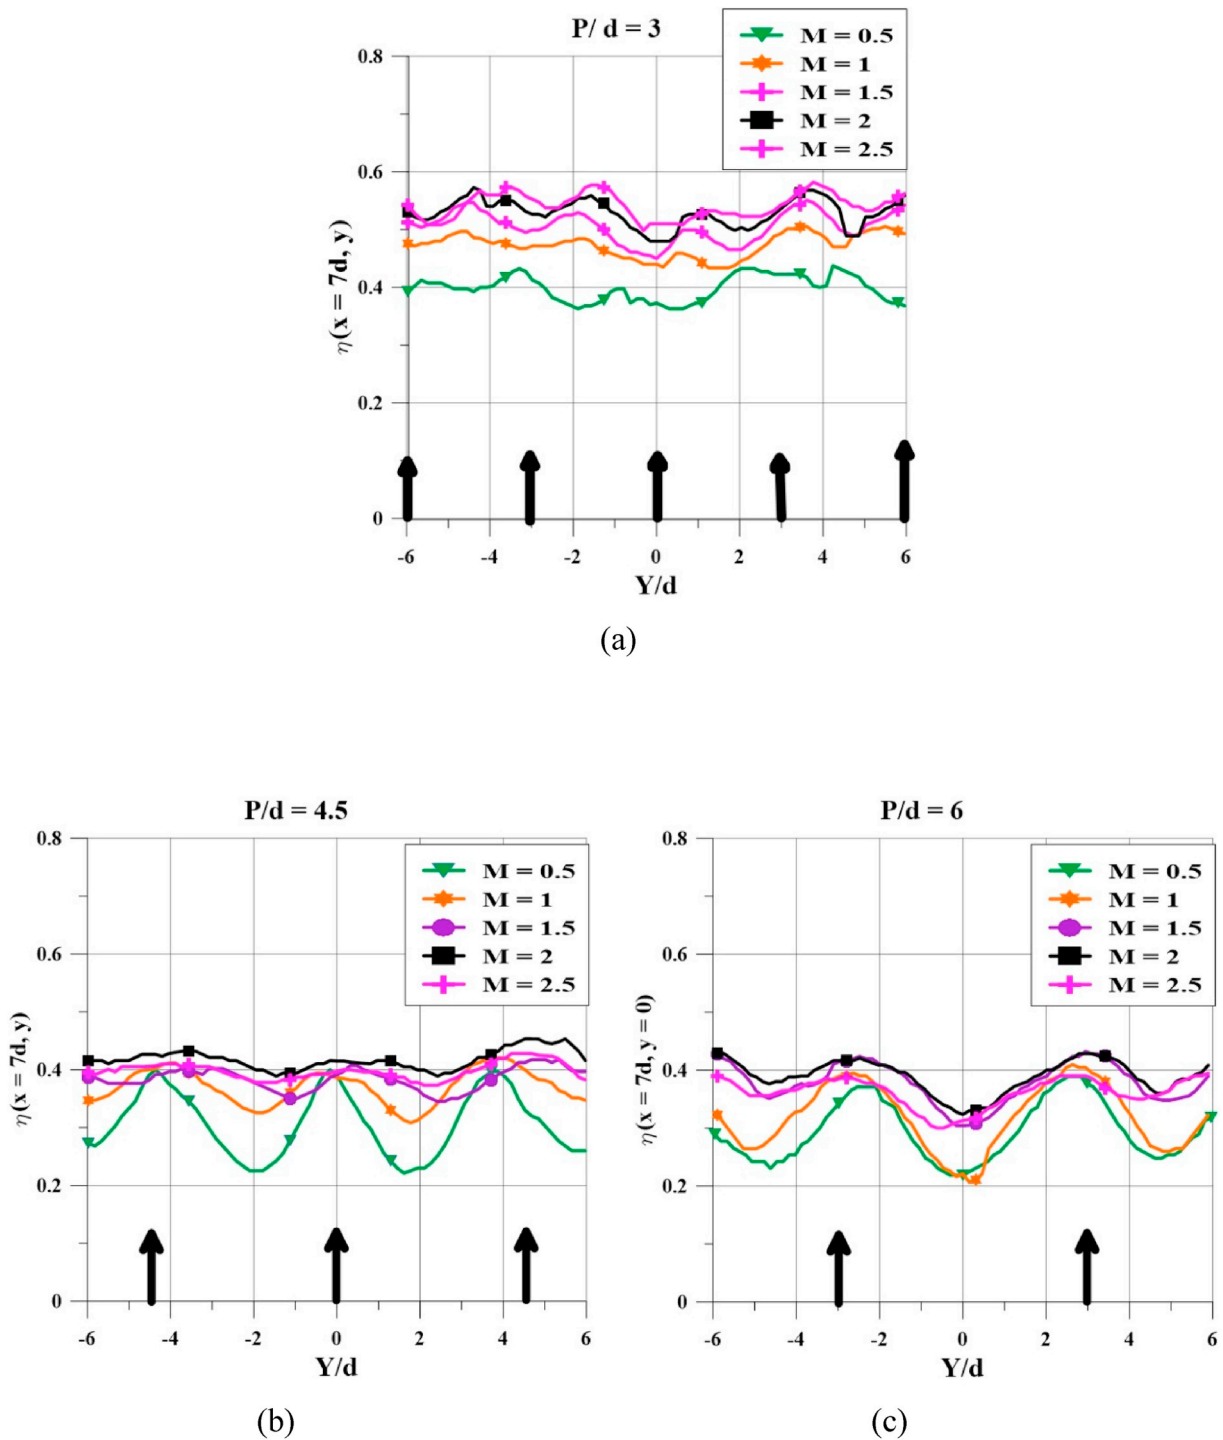 P/ d = 3
M = 0.5
M = 1
M = 1.5
M = 2
M = 2.5
0.8
0.6
0.4
0.2
0
η(x = 7d, y)
-6 -4 -2 0 2 4 6
Y/d
(a)
P/d = 4.5
M = 0.5
M = 1
M = 1.5
M = 2
M = 2.5
0.8
0.6
0.4
0.2
0
η(x = 7d, y)
-6 -4 -2 0 2 4 6
Y/d
(b)
P/d = 6
M = 0.5
M = 1
M = 1.5
M = 2
M = 2.5
0.8
0.6
0.4
0.2
0
η(x = 7d, y = 0)
-6 -4 -2 0 2 4 6
Y/d
(c)